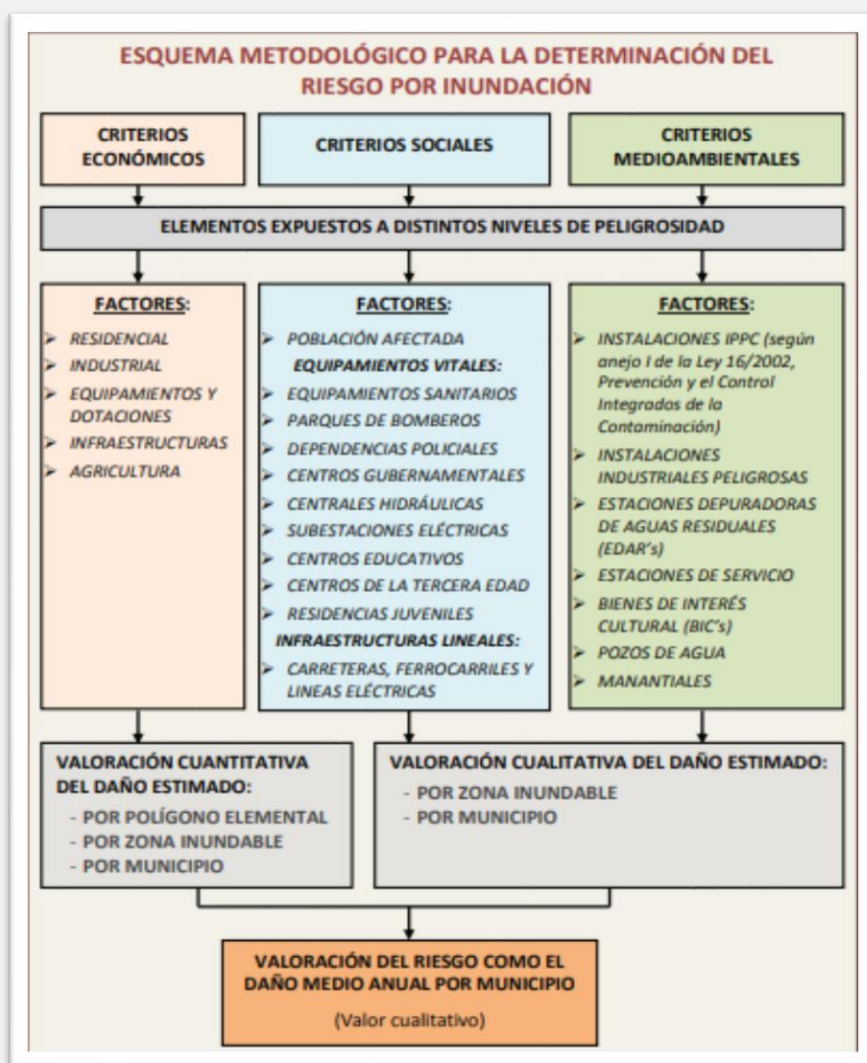 ESQUEMA METODOLÓGICO PARA LA DETERMINACIÓN DEL
RIESGO POR INUNDACIÓN
CRITERIOS
ECONÓMICOS
CRITERIOS SOCIALES
CRITERIOS
MEDIOAMBIENTALES
ELEMENTOS EXPUESTOS A DISTINTOS NIVELES DE PELIGROSIDAD
FACTORES:
➤ RESIDENCIAL
➤ INDUSTRIAL
➤ EQUIPAMIENTOS Y
DOTACIONES
➤ INFRAESTRUCTURAS
➤ AGRICULTURA
FACTORES:
➤ POBLACIÓN AFECTADA
EQUIPAMIENTOS VITALES:
➤ EQUIPAMIENTOS SANITARIOS
➤ PARQUES DE BOMBEROS
➤ DEPENDENCIAS POLICIALES
➤ CENTROS GUBERNAMENTALES
➤ CENTRALES HIDRÁULICAS
➤ SUBESTACIONES ELÉCTRICAS
➤ CENTROS EDUCATIVOS
➤ CENTROS DE LA TERCERA EDAD
➤ RESIDENCIAS JUVENILES
INFRAESTRUCTURAS LINEALES:
➤ CARRETERAS, FERROCARRILES Y
LINEAS ELÉCTRICAS
FACTORES:
➤ INSTALACIONES IPPC (según
anejo I de la Ley 16/2002,
Prevención y el Control
Integrados de la
Contaminación)
➤ INSTALACIONES
INDUSTRIALES PELIGROSAS
➤ ESTACIONES DEPURADORAS
DE AGUAS RESIDUALES
(EDAR's)
➤ ESTACIONES DE SERVICIO
➤ BIENES DE INTERÉS
CULTURAL (BIC's)
➤ POZOS DE AGUA
➤ MANANTIALES
VALORACIÓN CUANTITATIVA
DEL DAÑO ESTIMADO:
- POR POLÍGONO ELEMENTAL
- POR ZONA INUNDABLE
- POR MUNICIPIO
VALORACIÓN CUALITATIVA DEL DAÑO ESTIMADO:
- POR ZONA INUNDABLE
- POR MUNICIPIO
VALORACIÓN DEL RIESGO COMO EL
DAÑO MEDIO ANUAL POR MUNICIPIO
(Valor cualitativo)